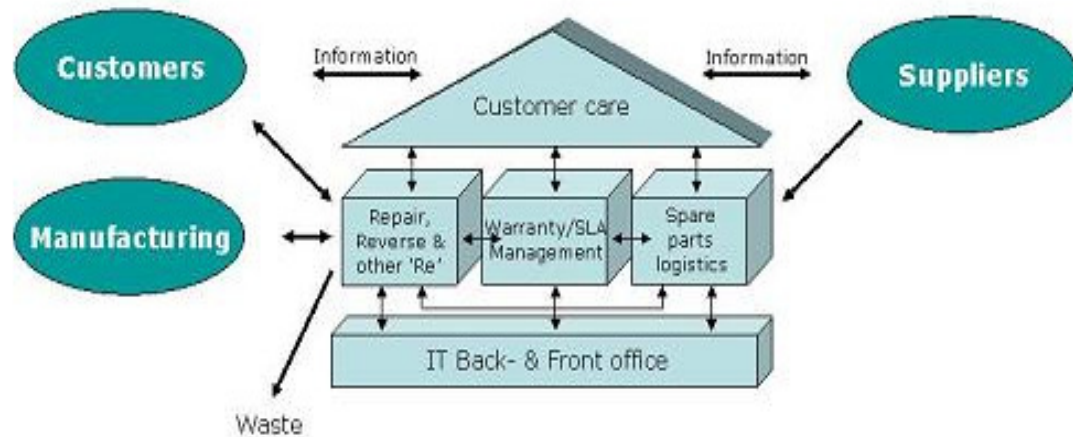 Customers
Information
Information
Suppliers
Customer care
Manufacturing
Repair,
Reverse &
other 'Re'
Warranty/SLA
Management
Spare
parts
logistics
IT Back- & Front office
Waste